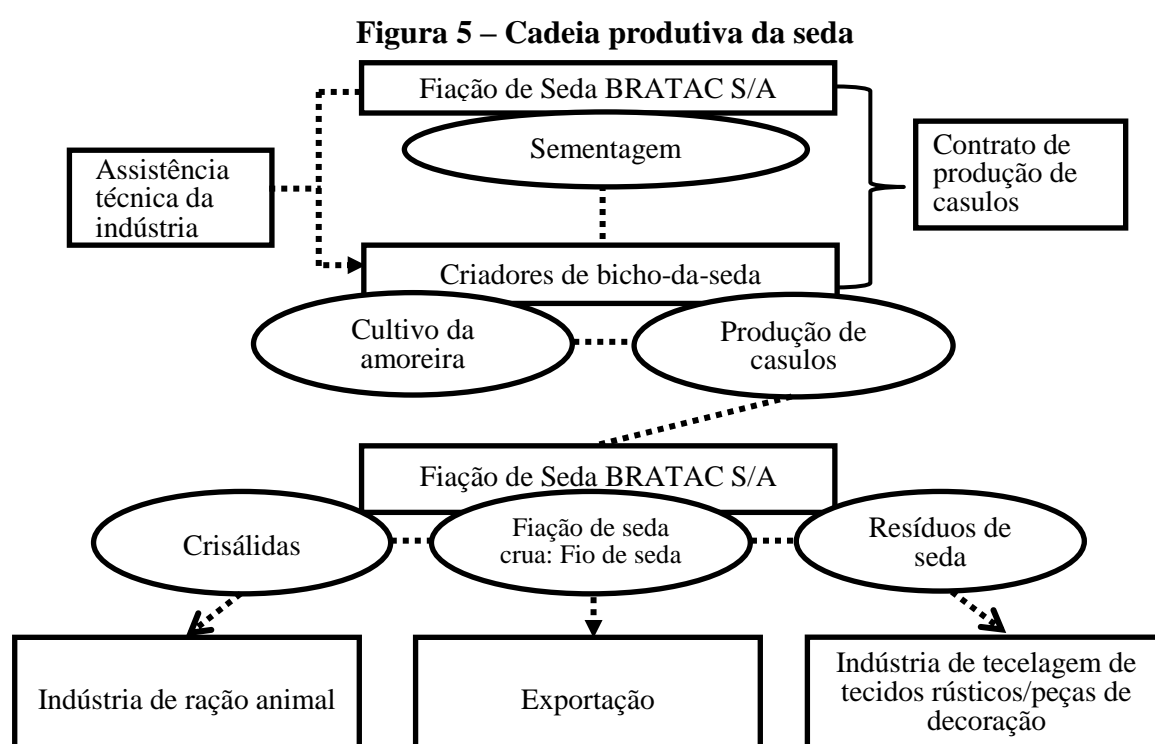 Figura 5 – Cadeia produtiva da seda
Fiação de Seda BRATAC S/A
Sementagem
Assistência
técnica da
indústria
Contrato de
produção de
casulos
Criadores de bicho-da-seda
Cultivo da
amoreira
Produção de
casulos
Fiação de Seda BRATAC S/A
Crisálidas
Fiação de seda
crua: Fio de seda
Resíduos de
seda
Indústria de ração animal
Exportação
Indústria de tecelagem de
tecidos rústicos/peças de
decoração